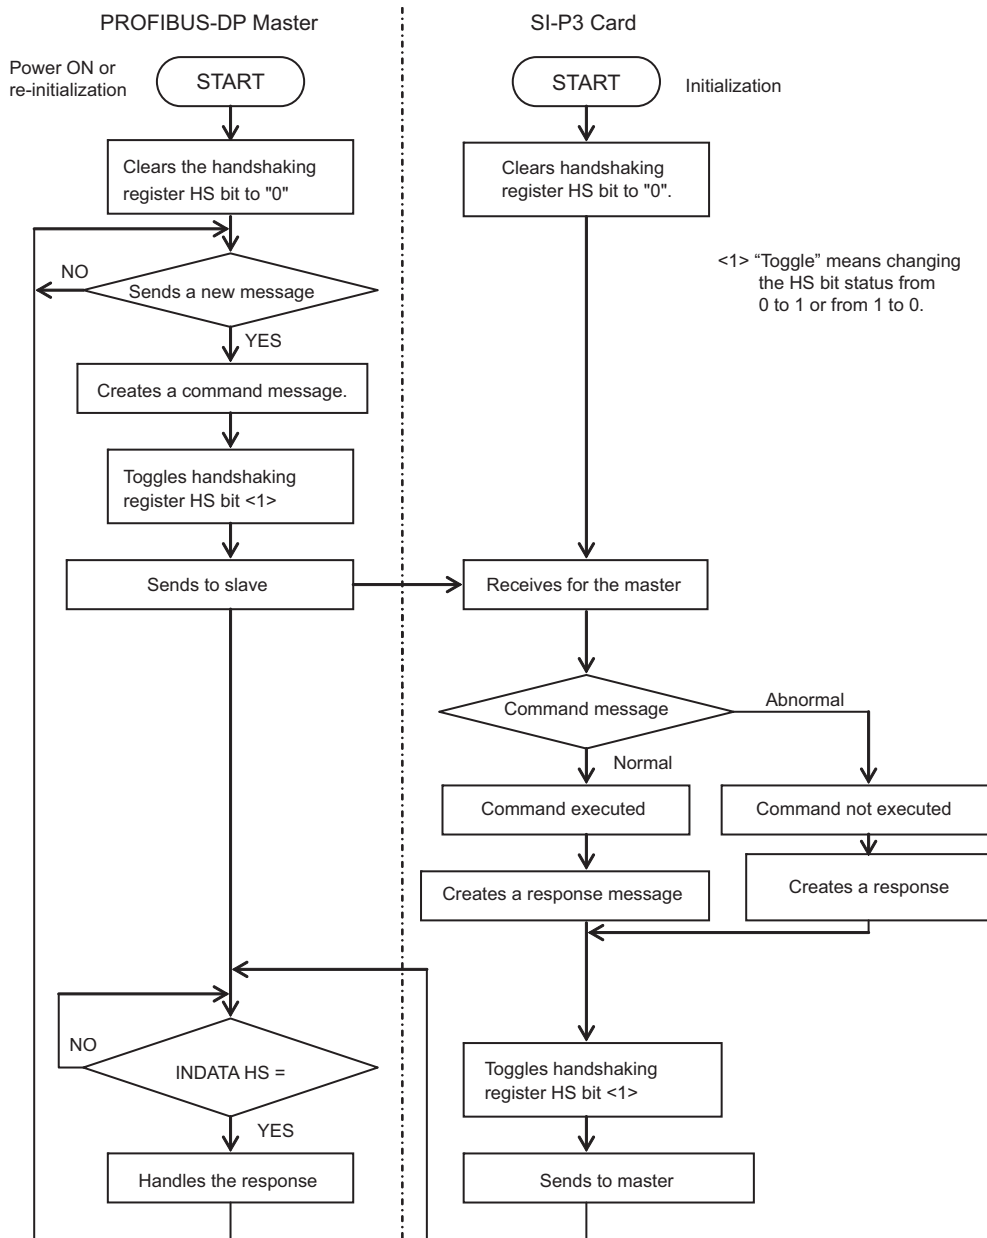 PROFIBUS-DP Master
SI-P3 Card
Power ON or
re-initialization
START
START
Initialization
Clears the handshaking
register HS bit to "0"
Clears handshaking
register HS bit to "0".
<1> “Toggle” means changing
the HS bit status from
0 to 1 or from 1 to 0.
NO
Sends a new message
YES
Creates a command message.
Toggles handshaking
register HS bit <1>
Sends to slave
Receives for the master
Command message
Abnormal
Normal
Command executed
Command not executed
Creates a response message
Creates a response
NO
INDATA HS =
YES
Toggles handshaking
register HS bit <1>
Handles the response
Sends to master